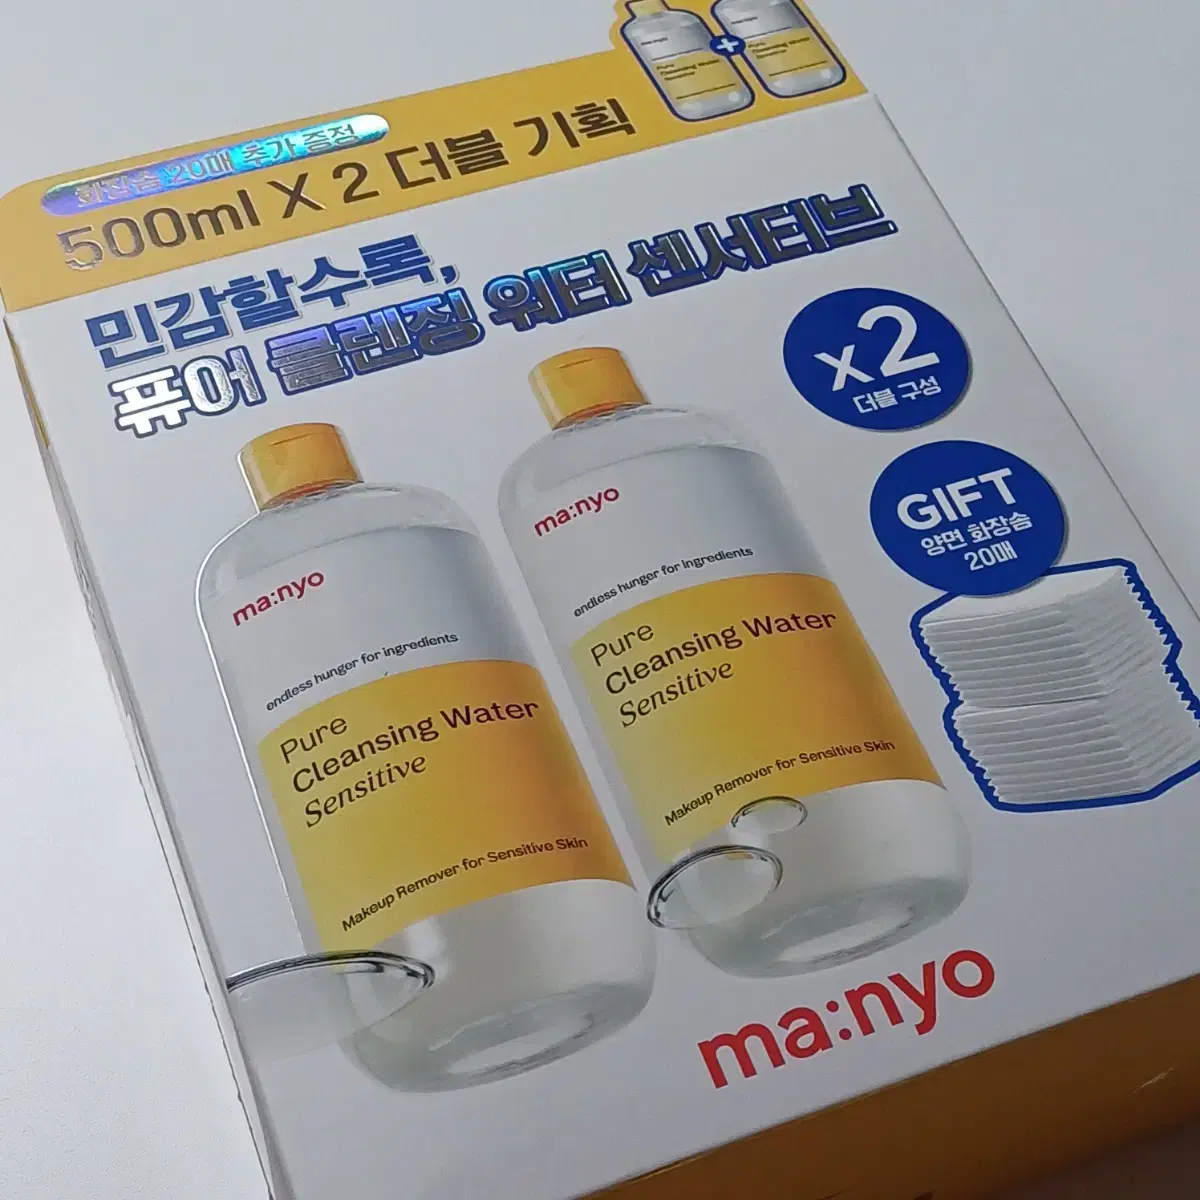 화장솜 20매 추가 증정
500ml X 2 더블 기획
민감할수록,
퓨어 클렌징 워터 센서티브
x2
더블 구성
GIFT
양면 화장솜
20매
ma:nyo
endless hunger for ingredients
Pure
Cleansing Water
Sensitive
Makeup Remover for Sensitive Skin
ma:nyo
endless hunger for ingredients
Pure
Cleansing Water
Sensitive
Makeup Remover for Sensitive Skin
ma:nyo